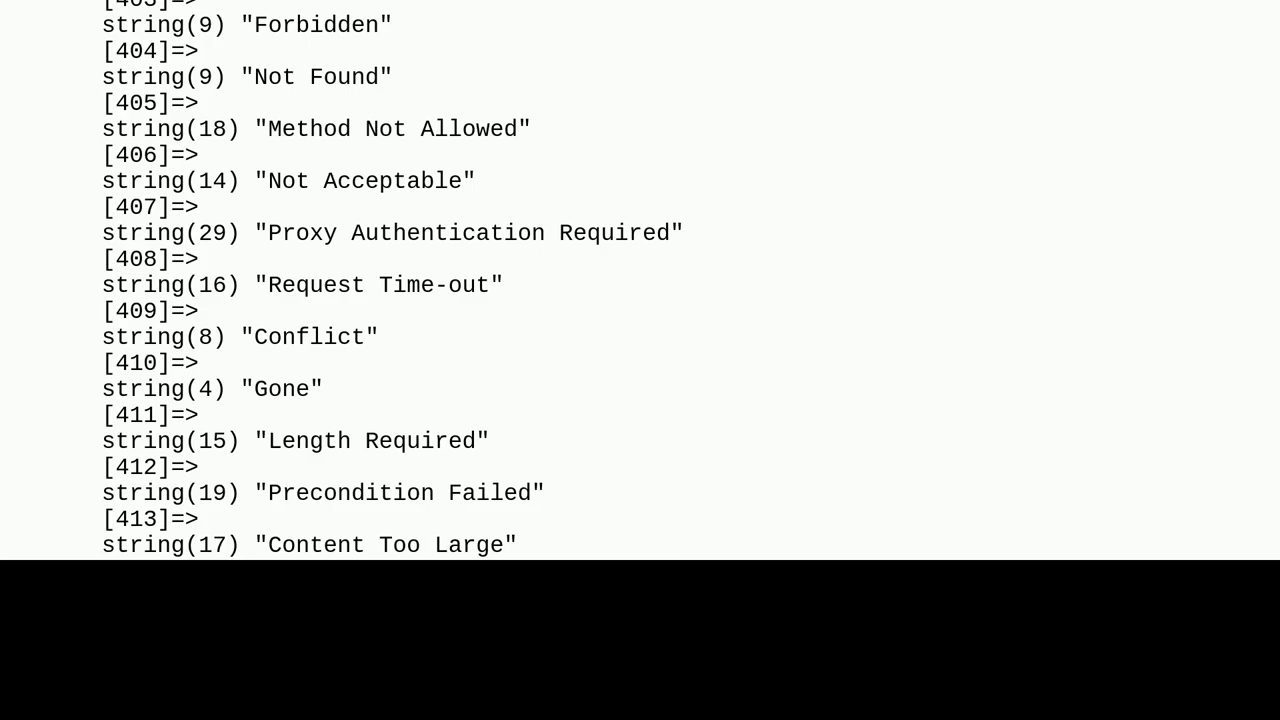 [403]=>
string(9) "Forbidden"
[404]=>
string(9) "Not Found"
[405]=>
string(18) "Method Not Allowed"
[406]=>
string(14) "Not Acceptable"
[407]=>
string(29) "Proxy Authentication Required"
[408]=>
string(16) "Request Time-out"
[409]=>
string(8) "Conflict"
[410]=>
string(4) "Gone"
[411]=>
string(15) "Length Required"
[412]=>
string(19) "Precondition Failed"
[413]=>
string(17) "Content Too Large"